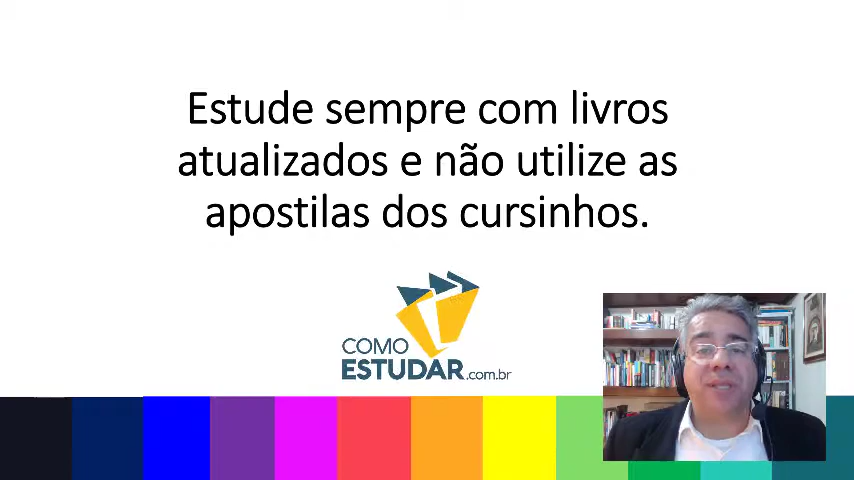 Estude sempre com livros
atualizados e não utilize as
apostilas dos cursinhos.
COMO
ESTUDAR.com.br